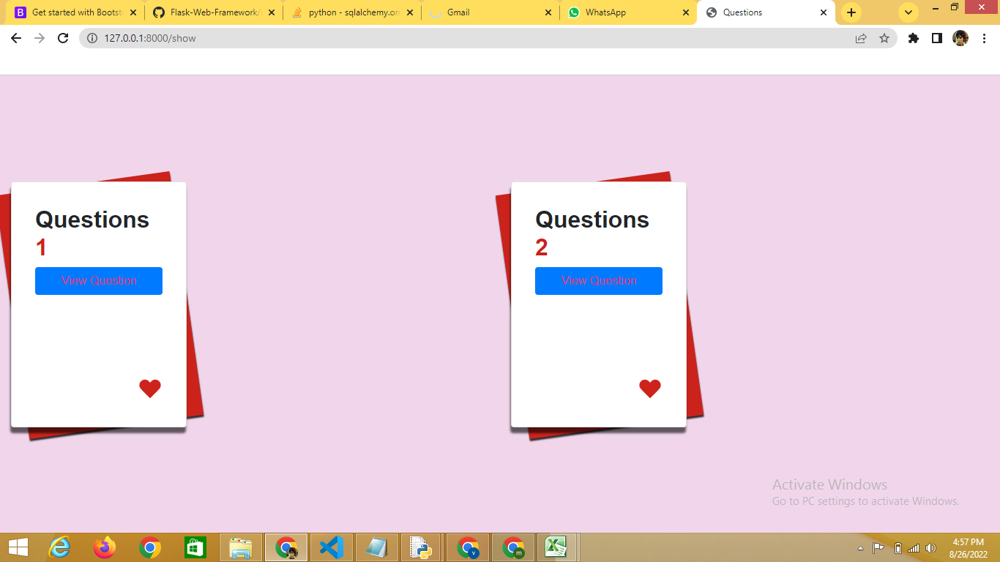 Get started with Bootst
Flask-Web-Framework/
python - sqlalchemy.or
Gmail
WhatsApp
Questions
127.0.0.1:8000/show
Questions
1
View Question
Questions
2
View Question
Activate Windows
Go to PC settings to activate Windows.
4:57 PM
8/26/2022